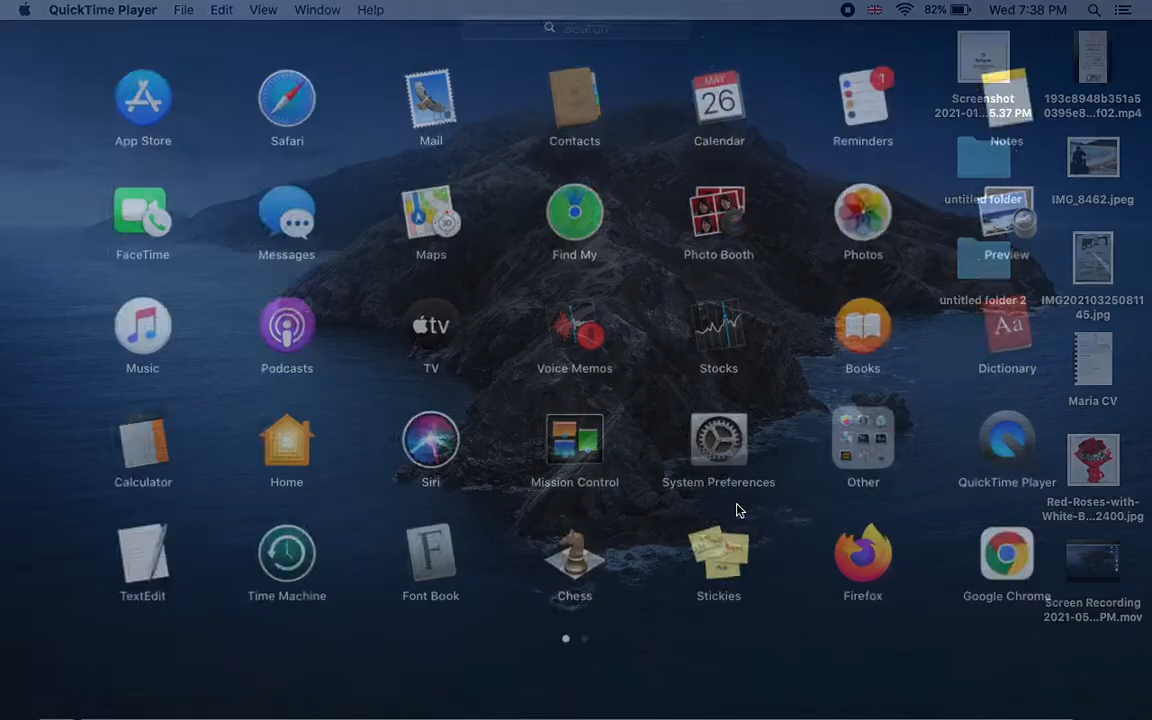 QuickTime Player File Edit View Window Help 82% Wed 7:38 PM
Search
App Store Safari Mail Contacts Calendar Reminders Notes
MAY
26
1
Screenshot
2021-01...5.37 PM
193c8948b351a5
0395e8...f02.mp4
FaceTime Messages Maps Find My Photo Booth Photos Preview
untitled folder
IMG_8462.jpeg
Music Podcasts TV Voice Memos Stocks Books Dictionary
tv
Aa
untitled folder 2
IMG202103250811
45.jpg
Maria CV
Calculator Home Siri Mission Control System Preferences Other QuickTime Player
Red-Roses-with-
White-B...2400.jpg
F
TextEdit Time Machine Font Book Chess Stickies Firefox Google Chrome
Screen Recording
2021-05...PM.mov